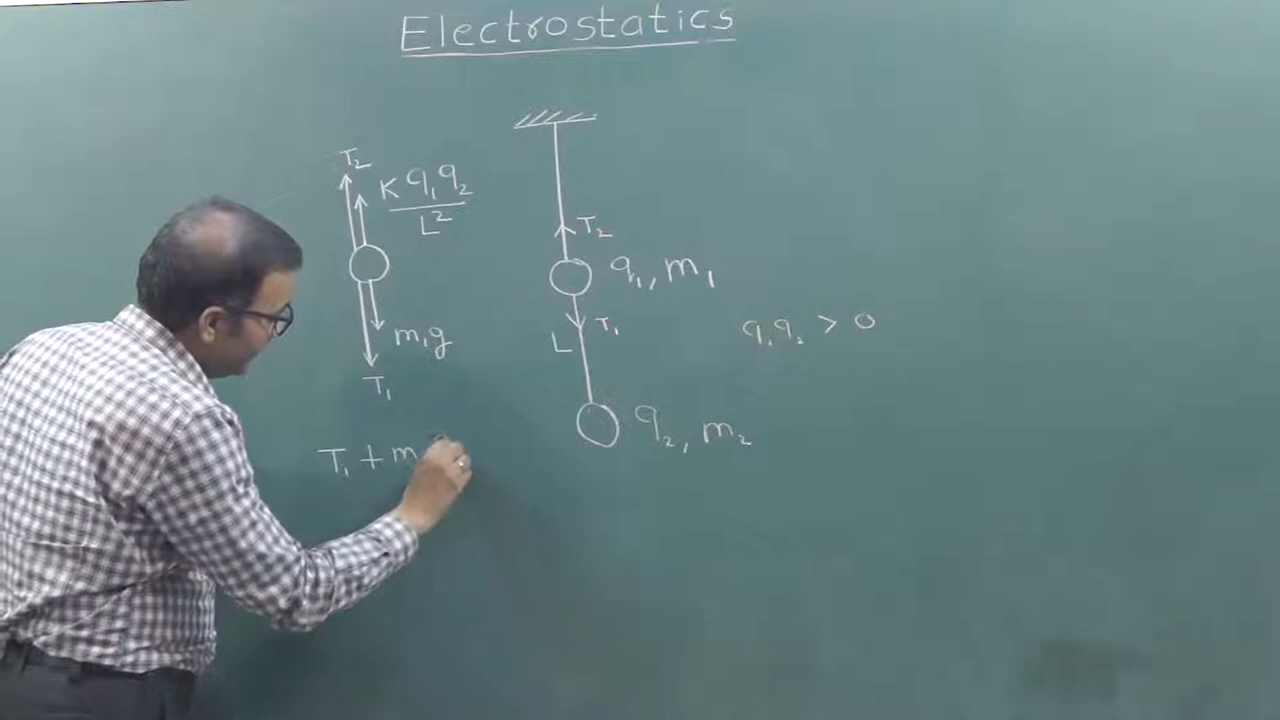 Electrostatics
T₂
K q₁q₂
L²
m₁g
T₁
T₁ + m
T₂
q₁, m₁
T₁
L
q₂, m₂
q₁q₂ > 0